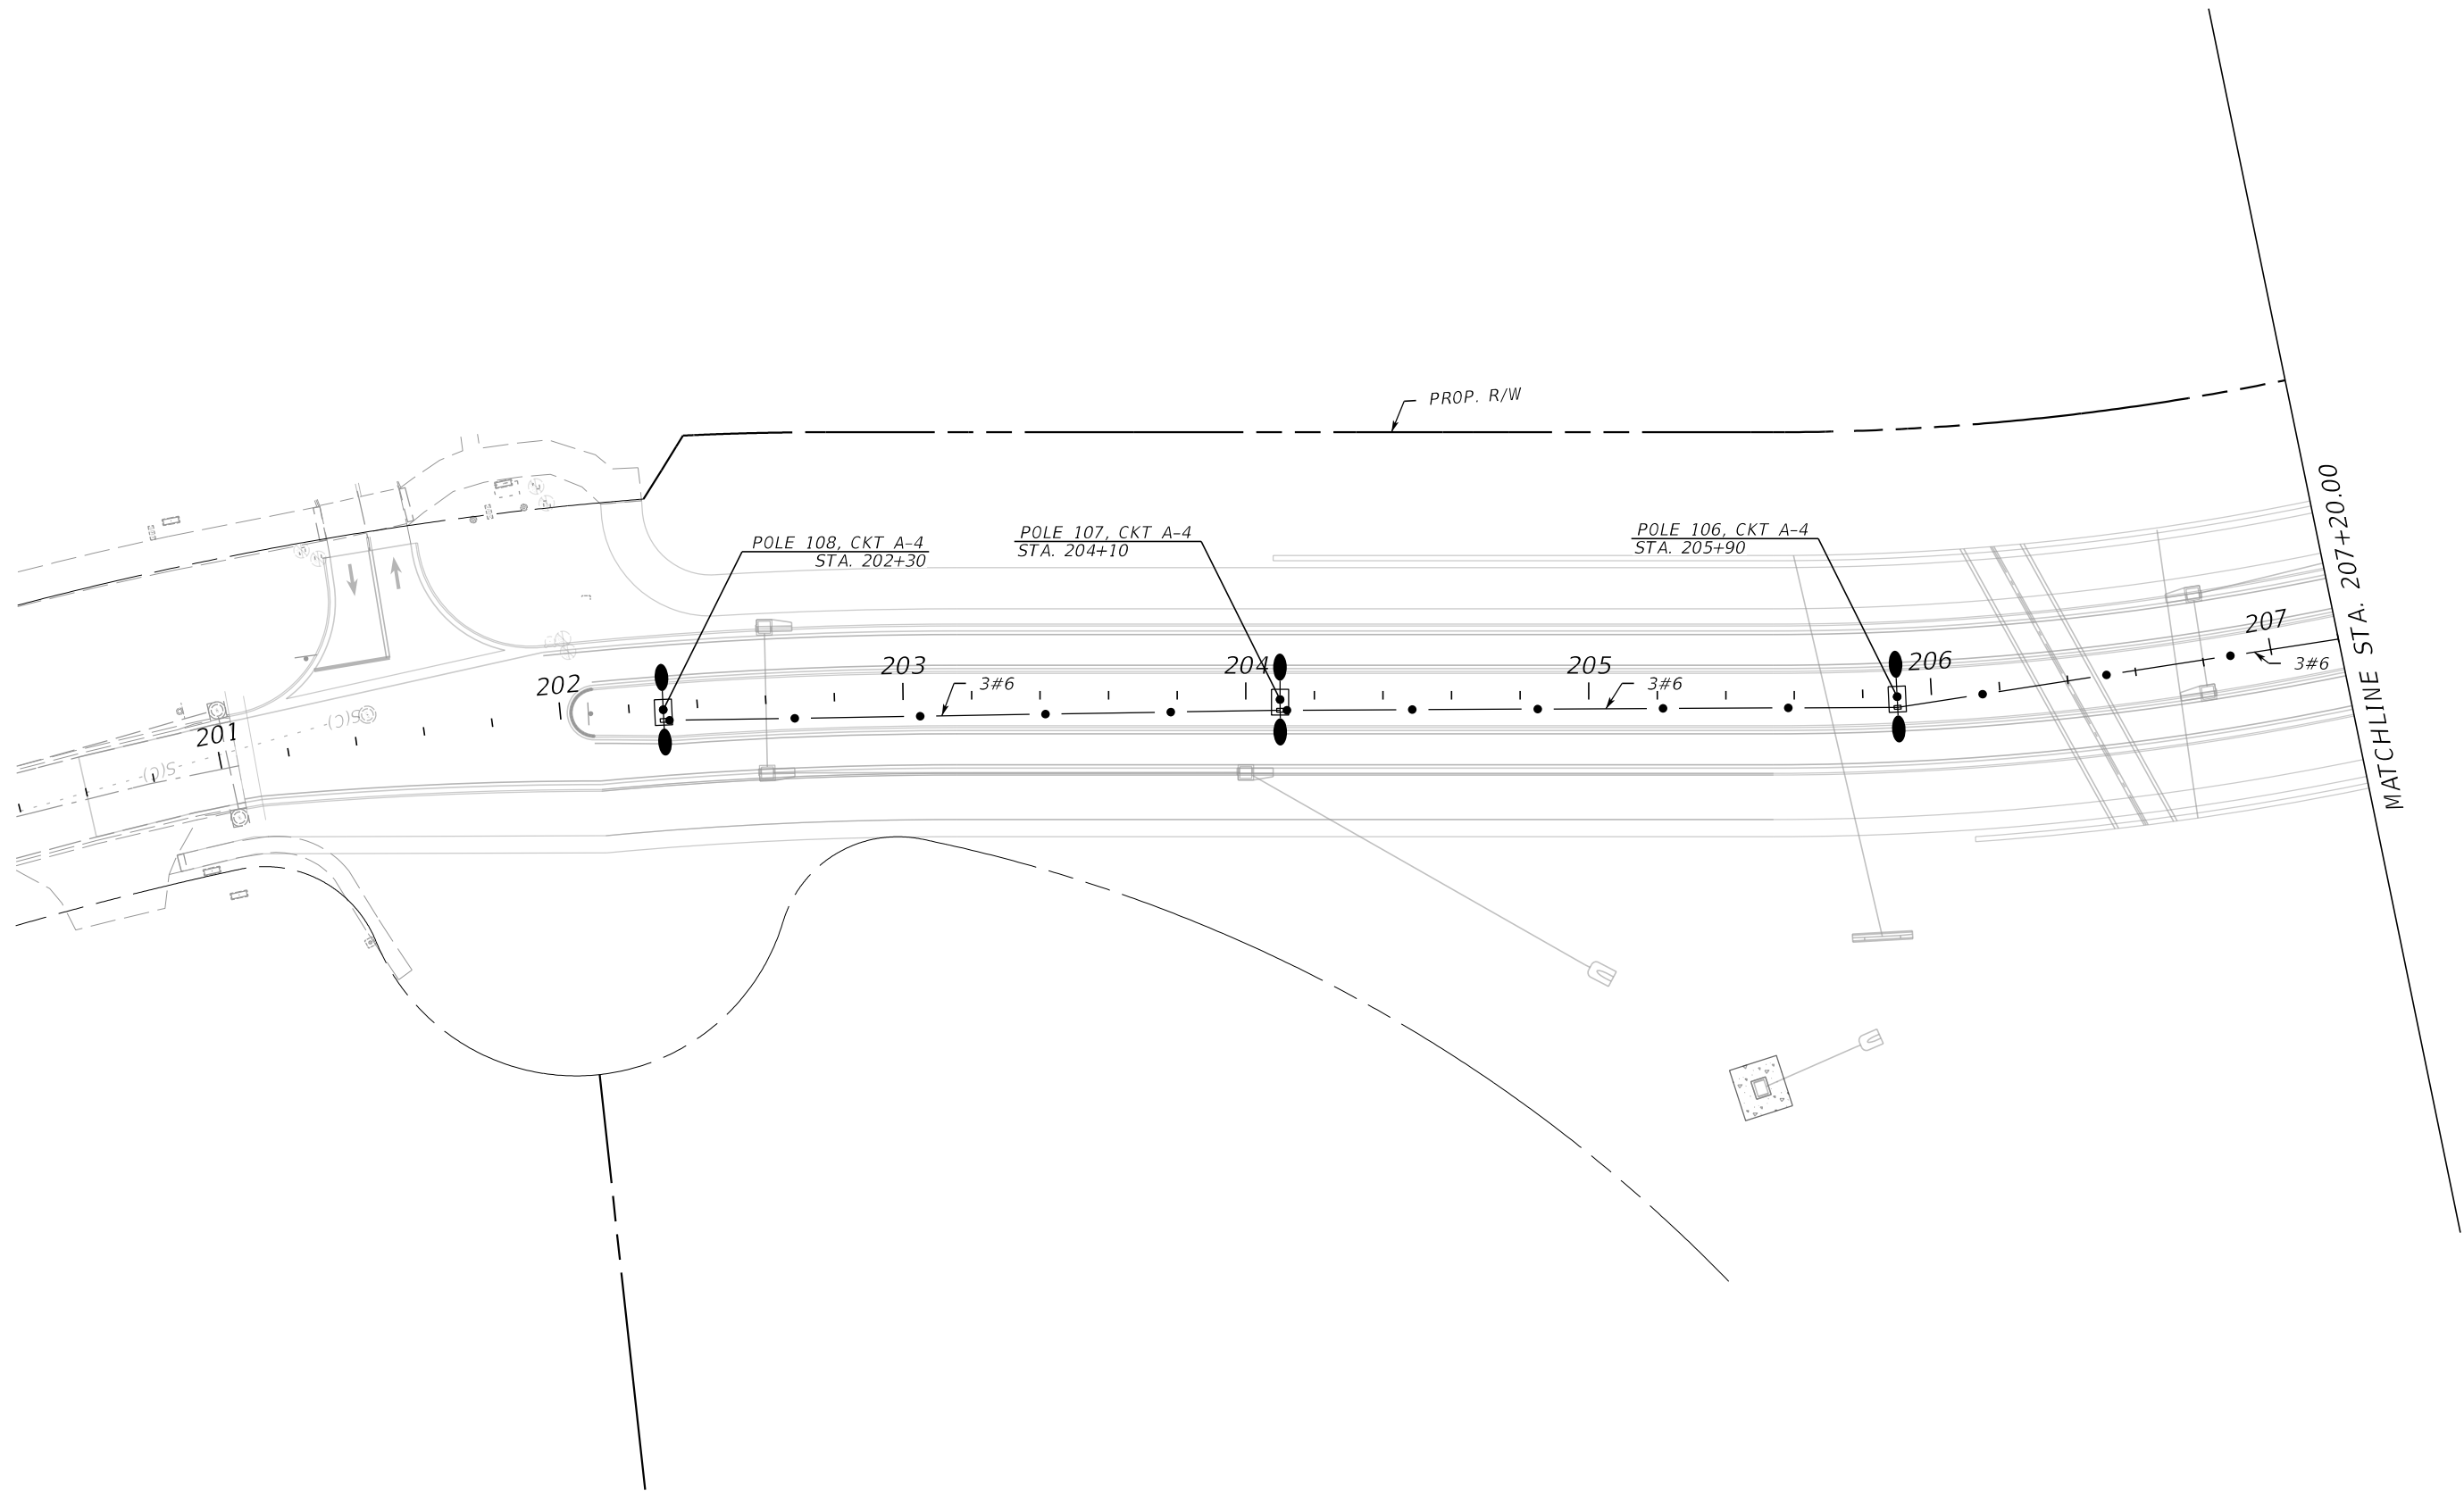 PROP. R/W
MATCHLINE STA. 207+20.00
POLE 108, CKT A-4
STA. 202+30
POLE 107, CKT A-4
STA. 204+10
POLE 106, CKT A-4
STA. 205+90
201
202
203
204
205
206
207
3#6
3#6
3#6
S(C)
S(C)